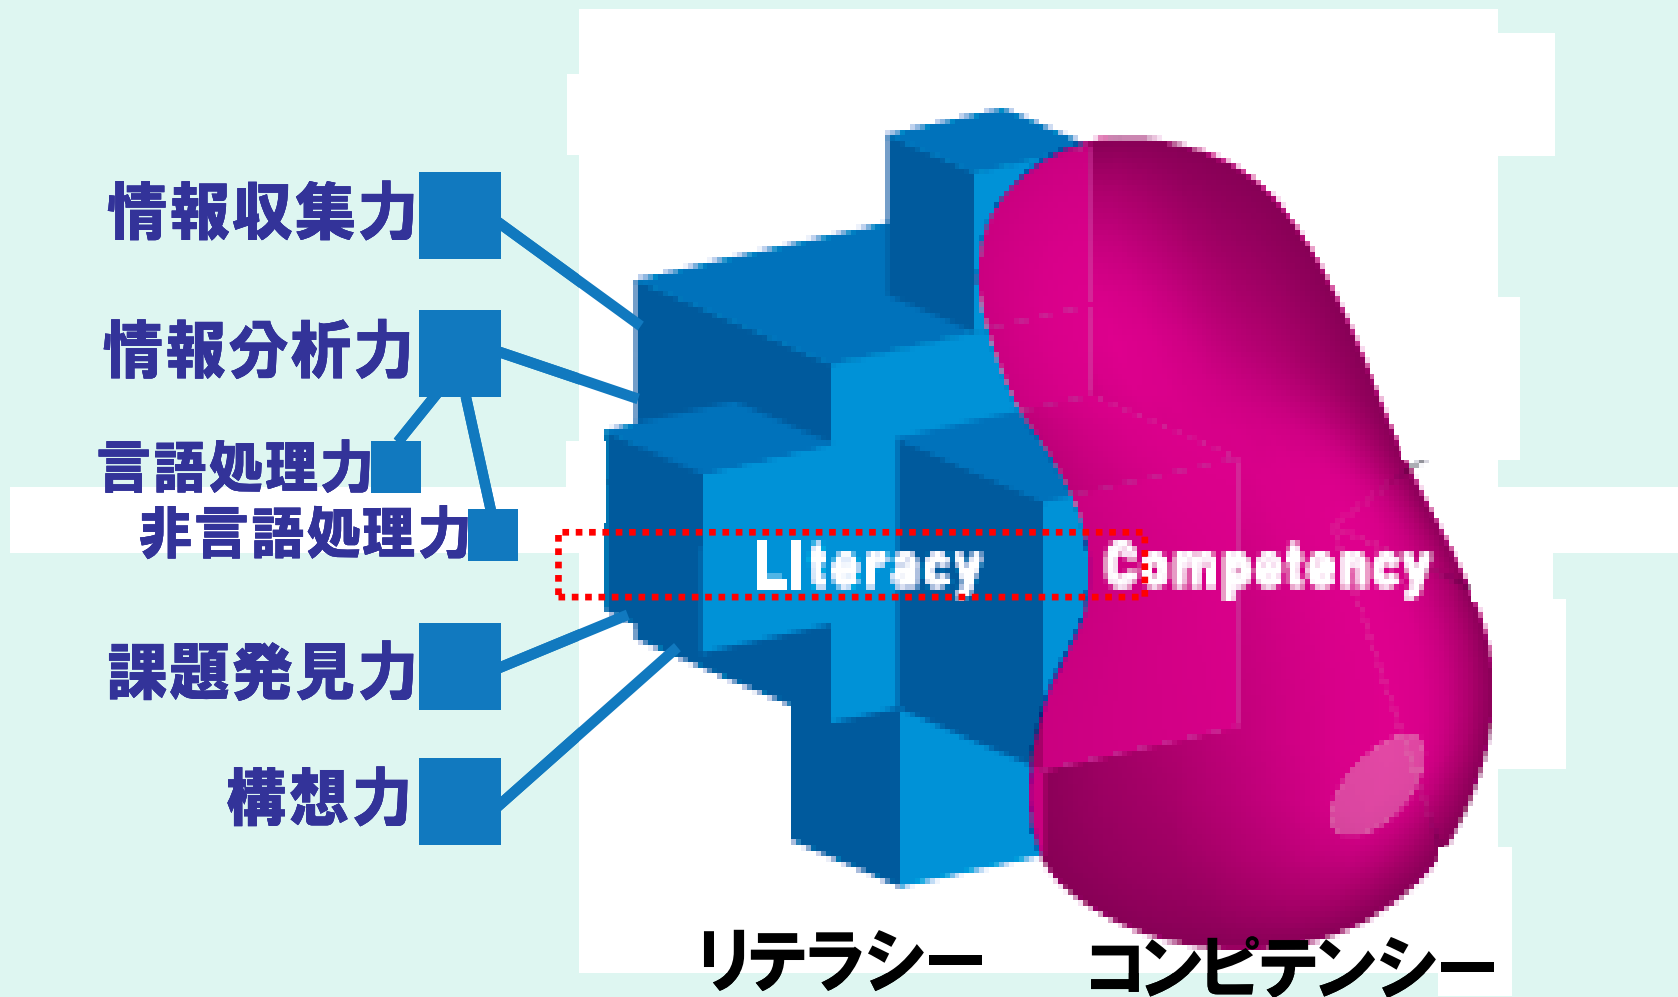 情報収集力
情報分析力
言語処理力
非言語処理力
LIteracy
Competency
課題発見力
構想力
リテラシー
コンピテンシー